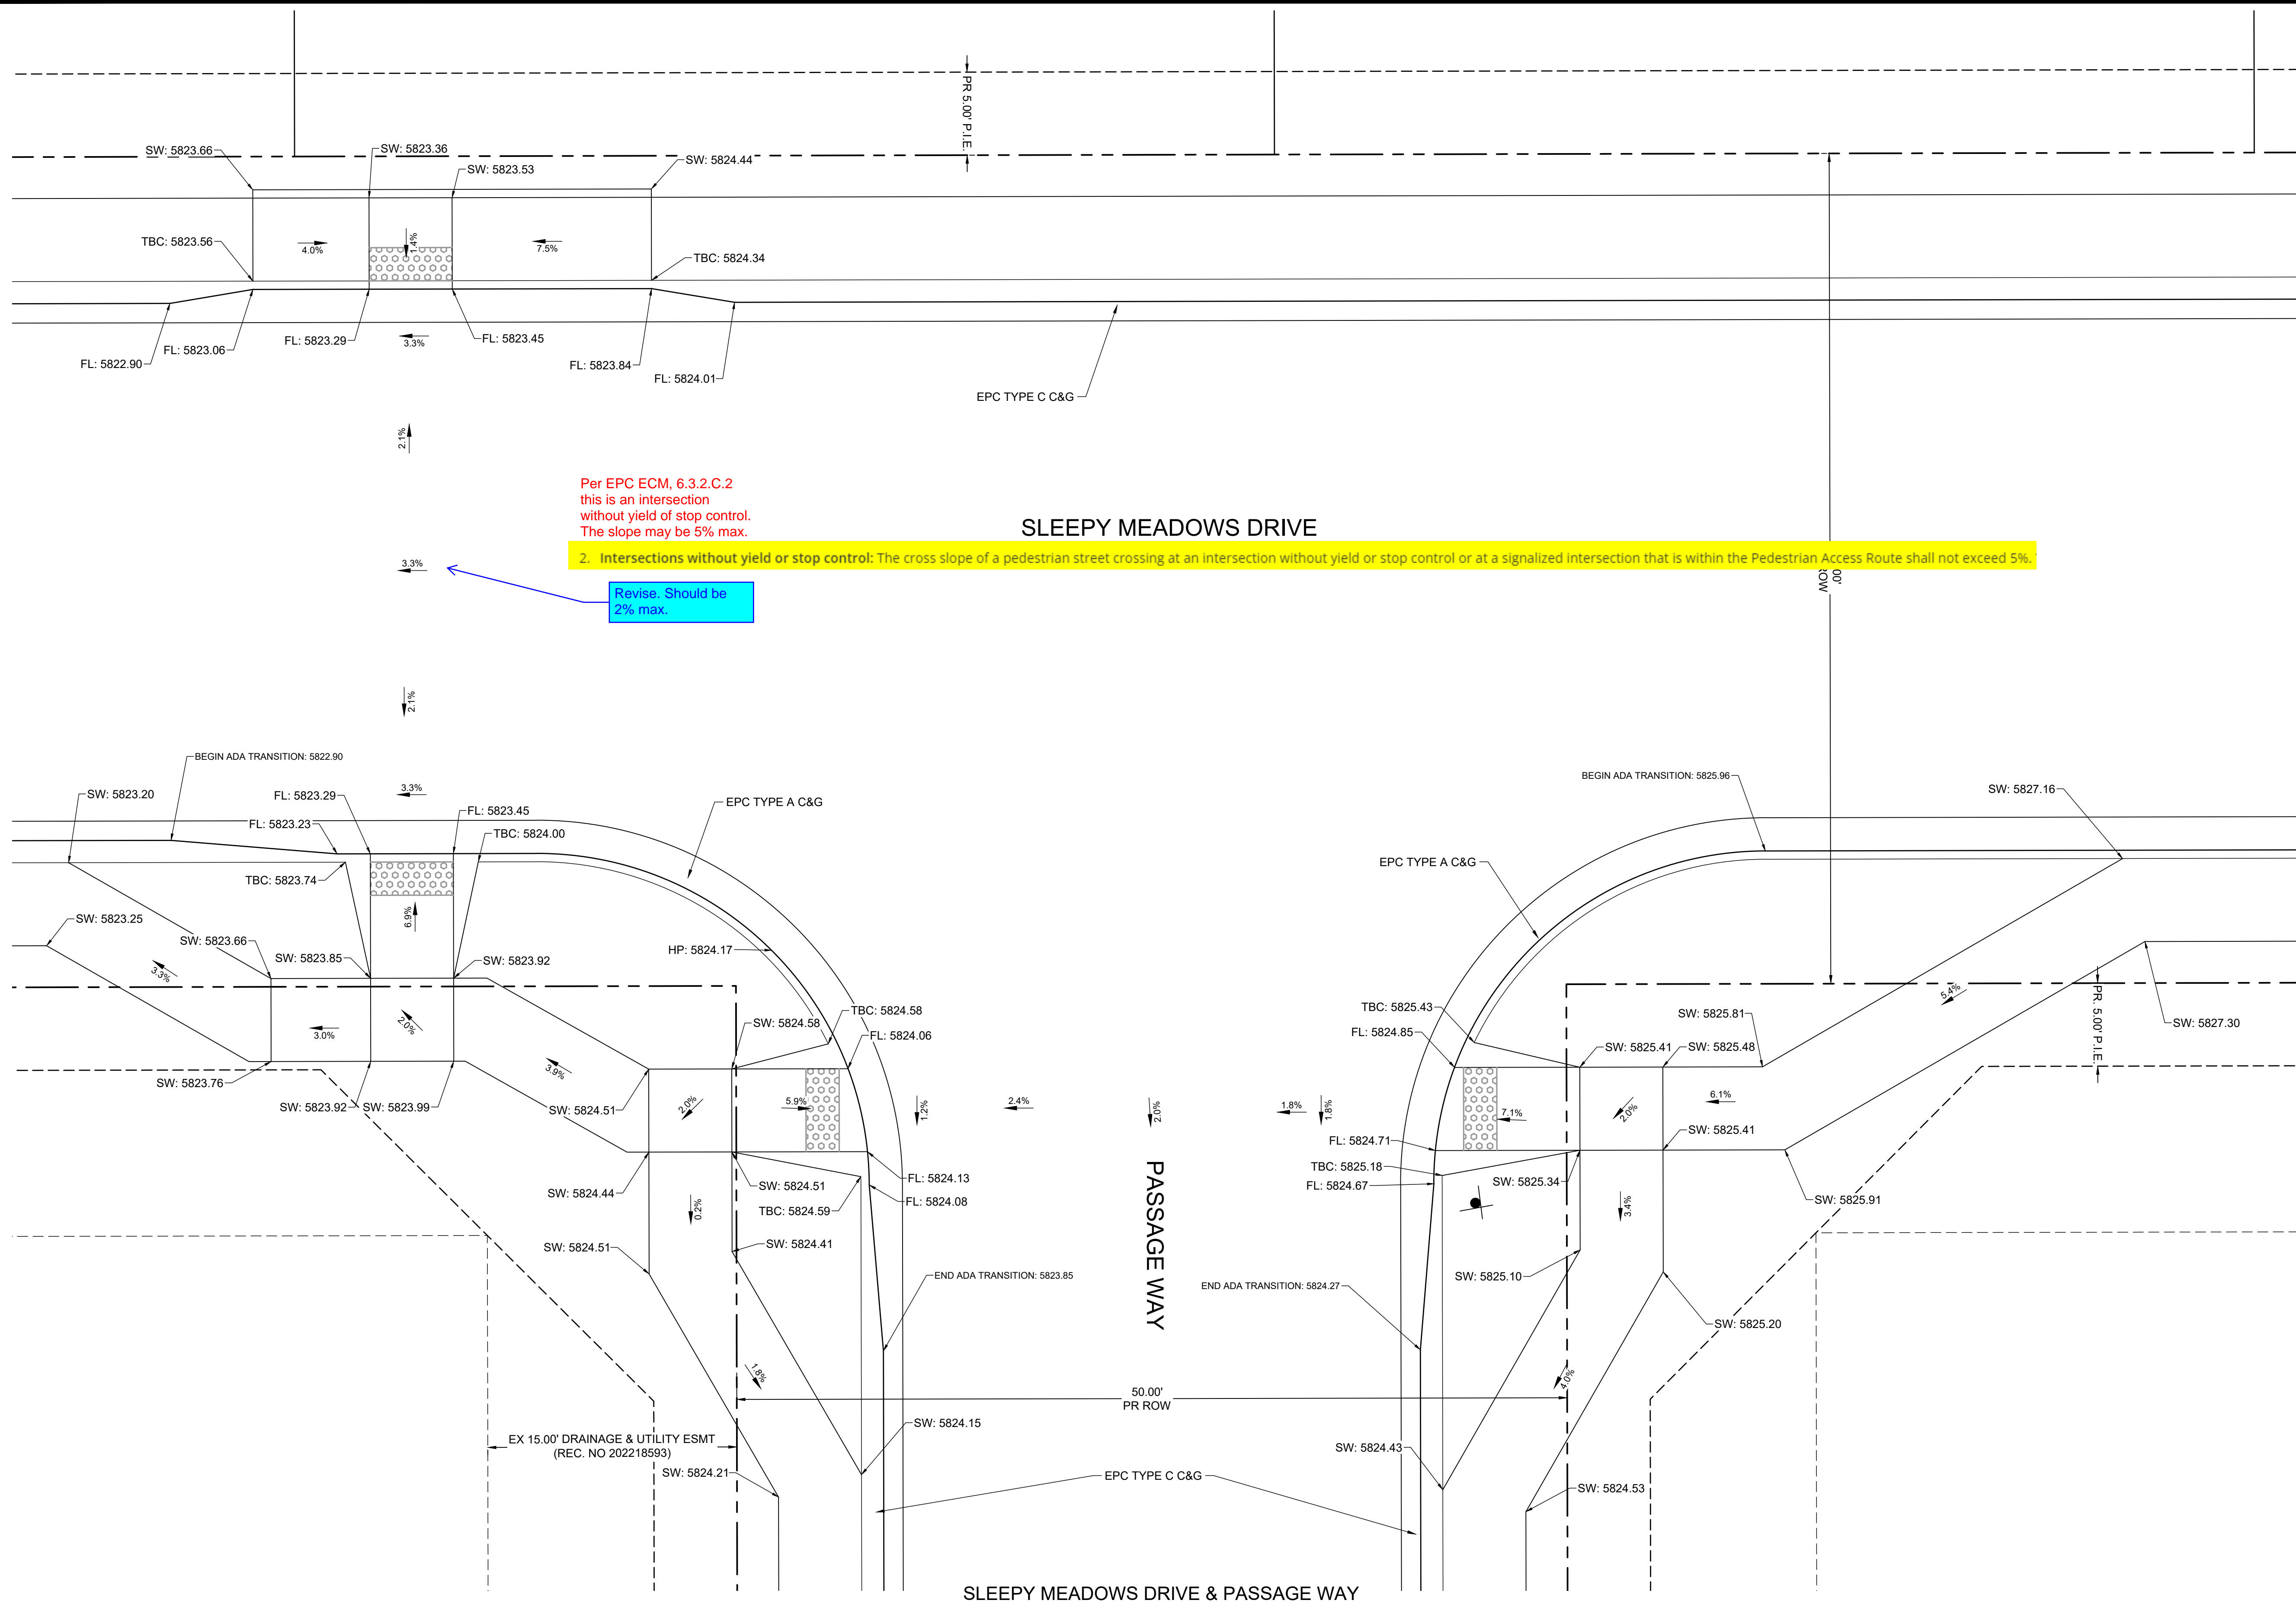 PR 5.00' P.I.E.
SW: 5823.66
SW: 5823.36
SW: 5823.53
SW: 5824.44
TBC: 5823.56
4.0%
1.4%
7.5%
TBC: 5824.34
FL: 5822.90
FL: 5823.06
FL: 5823.29
3.3%
FL: 5823.45
FL: 5823.84
FL: 5824.01
EPC TYPE C C&G
2.1%
Per EPC ECM, 6.3.2.C.2
this is an intersection
without yield of stop control.
The slope may be 5% max.
SLEEPY MEADOWS DRIVE
2. Intersections without yield or stop control: The cross slope of a pedestrian street crossing at an intersection without yield or stop control or at a signalized intersection that is within the Pedestrian Access Route shall not exceed 5%.
3.3%
00'
ROW
Revise. Should be
2% max.
2.1%
BEGIN ADA TRANSITION: 5822.90
SW: 5823.20
FL: 5823.29
3.3%
FL: 5823.23
FL: 5823.45
TBC: 5824.00
EPC TYPE A C&G
TBC: 5823.74
6.9%
SW: 5823.25
SW: 5823.66
SW: 5823.85
SW: 5823.92
HP: 5824.17
3.3%
3.0%
2.0%
SW: 5823.76
SW: 5823.92
SW: 5823.99
3.9%
SW: 5824.58
TBC: 5824.58
FL: 5824.06
SW: 5824.51
2.0%
5.9%
1.2%
2.4%
2.0%
1.8%
1.8%
SW: 5824.44
SW: 5824.51
TBC: 5824.59
FL: 5824.13
FL: 5824.08
0.2%
SW: 5824.51
SW: 5824.41
END ADA TRANSITION: 5823.85
1.8%
PASSAGE WAY
50.00'
PR ROW
EX 15.00' DRAINAGE & UTILITY ESMT
(REC. NO 202218593)
SW: 5824.21
SW: 5824.15
EPC TYPE C C&G
BEGIN ADA TRANSITION: 5825.96
SW: 5827.16
EPC TYPE A C&G
TBC: 5825.43
FL: 5824.85
SW: 5825.41
SW: 5825.48
SW: 5825.81
5.4%
PR. 5.00' P.I.E.
SW: 5827.30
7.1%
2.0%
6.1%
FL: 5824.71
TBC: 5825.18
FL: 5824.67
SW: 5825.34
SW: 5825.41
SW: 5825.91
3.4%
SW: 5825.10
END ADA TRANSITION: 5824.27
SW: 5825.20
4.0%
SW: 5824.43
SW: 5824.53
SLEEPY MEADOWS DRIVE & PASSAGE WAY